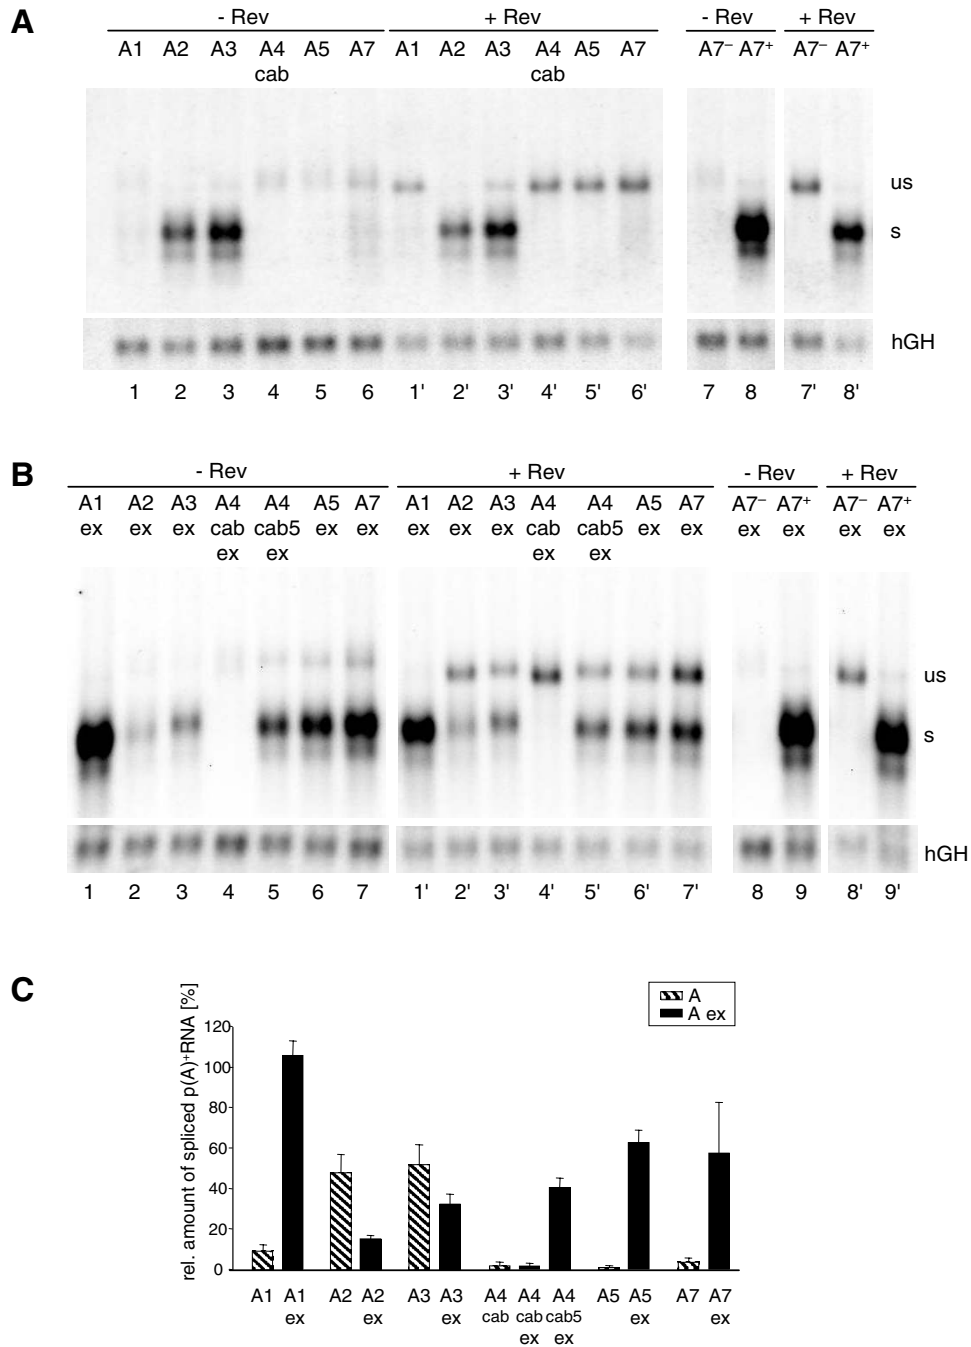 A
- Rev + Rev - Rev + Rev
A1 A2 A3 A4 A5 A7 A1 A2 A3 A4 A5 A7 A7⁻ A7⁺ A7⁻ A7⁺
cab cab
us
s
hGH
1 2 3 4 5 6 1' 2' 3' 4' 5' 6' 7 8 7' 8'
B
- Rev + Rev - Rev + Rev
A1 A2 A3 A4 A4 A5 A7 A1 A2 A3 A4 A4 A5 A7 A7⁻ A7⁺ A7⁻ A7⁺
ex ex ex cab cab5 ex ex ex ex ex cab cab5 ex ex ex ex ex ex
ex ex ex ex
us
s
hGH
1 2 3 4 5 6 7 1' 2' 3' 4' 5' 6' 7' 8 9 8' 9'
C
A
A ex
rel. amount of spliced p(A)⁺RNA [%]
120
100
80
60
40
20
0
A1 A1 A2 A2 A3 A3 A4 A4 A4 A5 A5 A7 A7
ex ex ex cab cab cab5 ex ex
ex ex